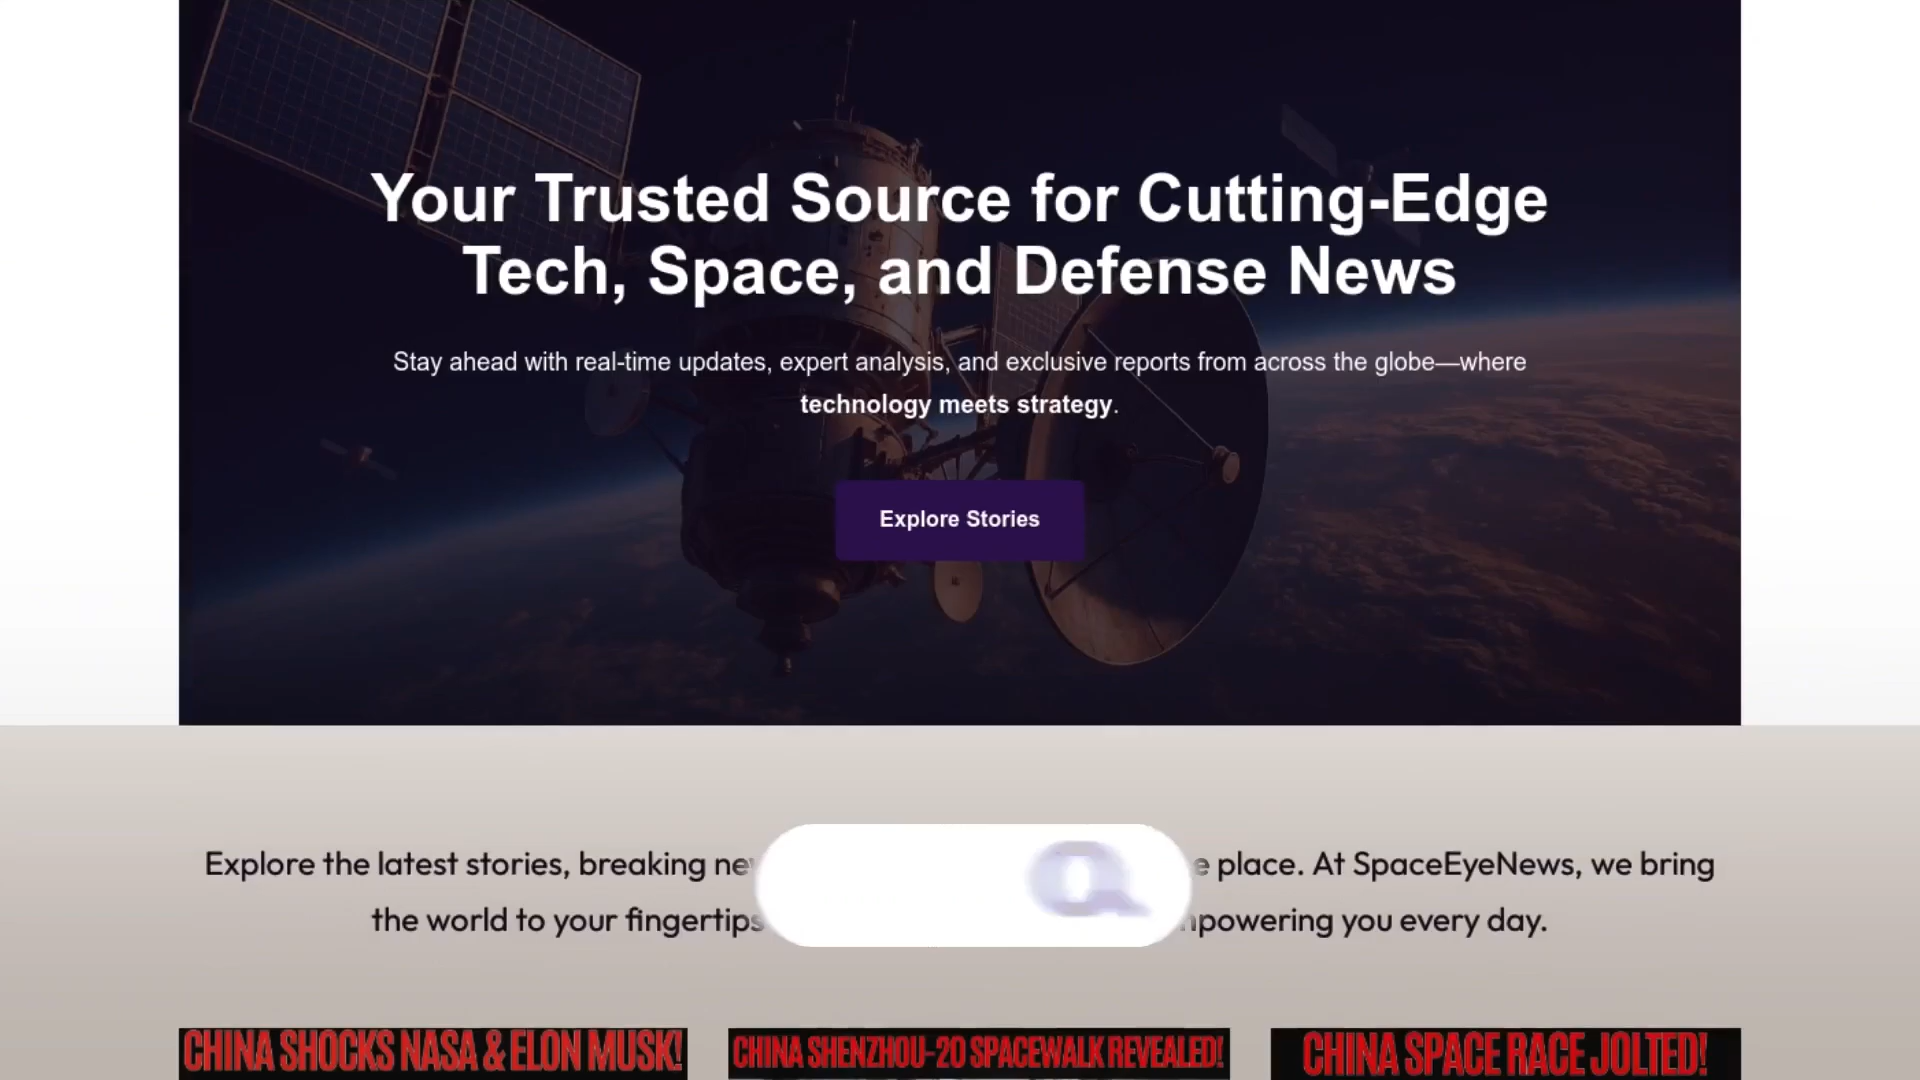 Your Trusted Source for Cutting-Edge
Tech, Space, and Defense News
Stay ahead with real-time updates, expert analysis, and exclusive reports from across the globe—where
technology meets strategy.
Explore Stories
Explore the latest stories, breaking place. At SpaceEyeNews, we bring
the world to your fingertips you every day.
CHINA SHOCKS NASA & ELON MUSK!
CHINA SHENZHOU-20 SPACEWALK REVEALED!
CHINA SPACE RACE JOLTED!